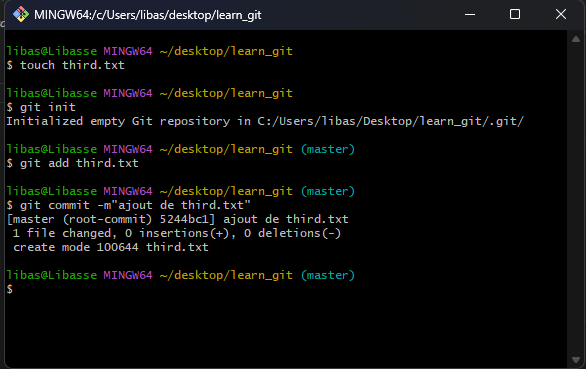 MINGW64:/c/Users/libas/desktop/learn_git
libas@Libasse MINGW64 ~/desktop/learn_git
$ touch third.txt
libas@Libasse MINGW64 ~/desktop/learn_git
$ git init
Initialized empty Git repository in C:/Users/libas/Desktop/learn_git/.git/
libas@Libasse MINGW64 ~/desktop/learn_git (master)
$ git add third.txt
libas@Libasse MINGW64 ~/desktop/learn_git (master)
$ git commit -m"ajout de third.txt"
[master (root-commit) 5244bc1] ajout de third.txt
 1 file changed, 0 insertions(+), 0 deletions(-)
 create mode 100644 third.txt
libas@Libasse MINGW64 ~/desktop/learn_git (master)
$